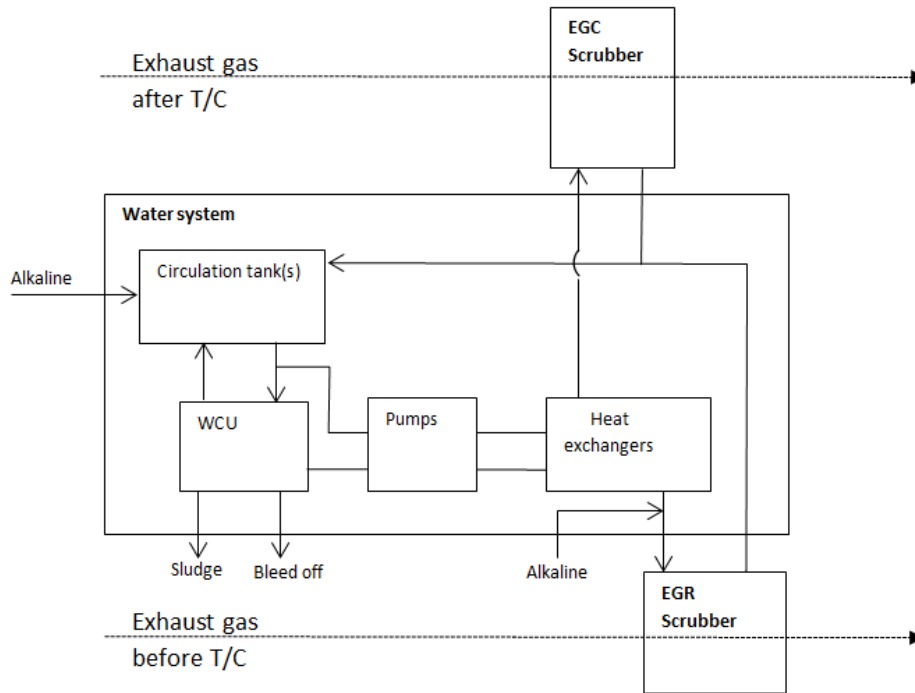 EGC
Scrubber
Exhaust gas
after T/C
Water system
Circulation tank(s)
Alkaline
WCU
Pumps
Heat
exchangers
Sludge
Bleed off
Alkaline
EGR
Scrubber
Exhaust gas
before T/C